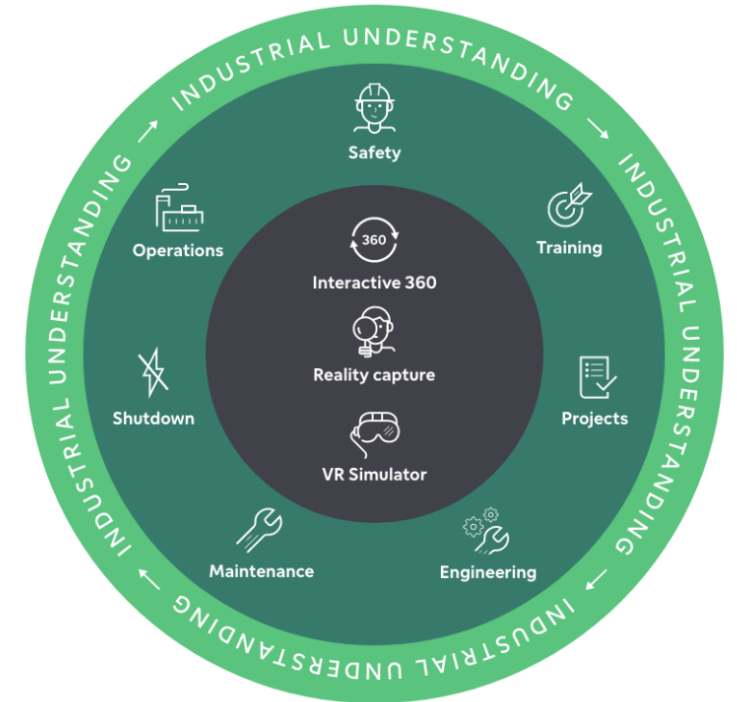 INDUSTRIAL UNDERSTANDING → INDUSTRIAL UNDERSTANDING → INDUSTRIAL UNDERSTANDING → INDUSTRIAL UNDERSTANDING →
Safety
Operations
Training
360
Interactive 360
Reality capture
Shutdown
Projects
VR Simulator
Maintenance
Engineering